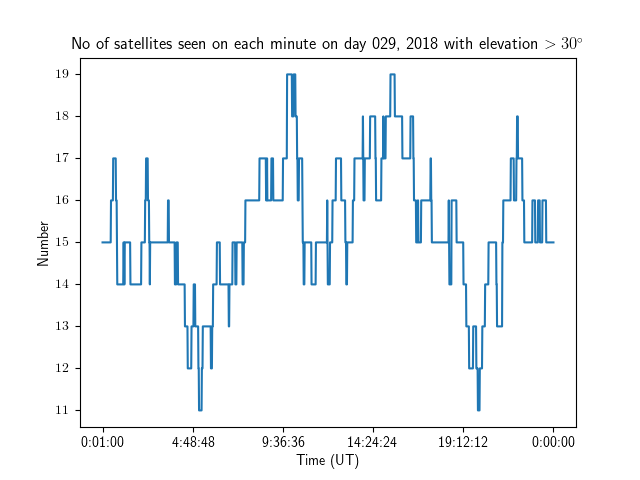 No of satellites seen on each minute on day 029, 2018 with elevation > 30°
19
18
17
16
15
14
13
12
11
Number
0:01:00 4:48:48 9:36:36 14:24:24 19:12:12 0:00:00
Time (UT)